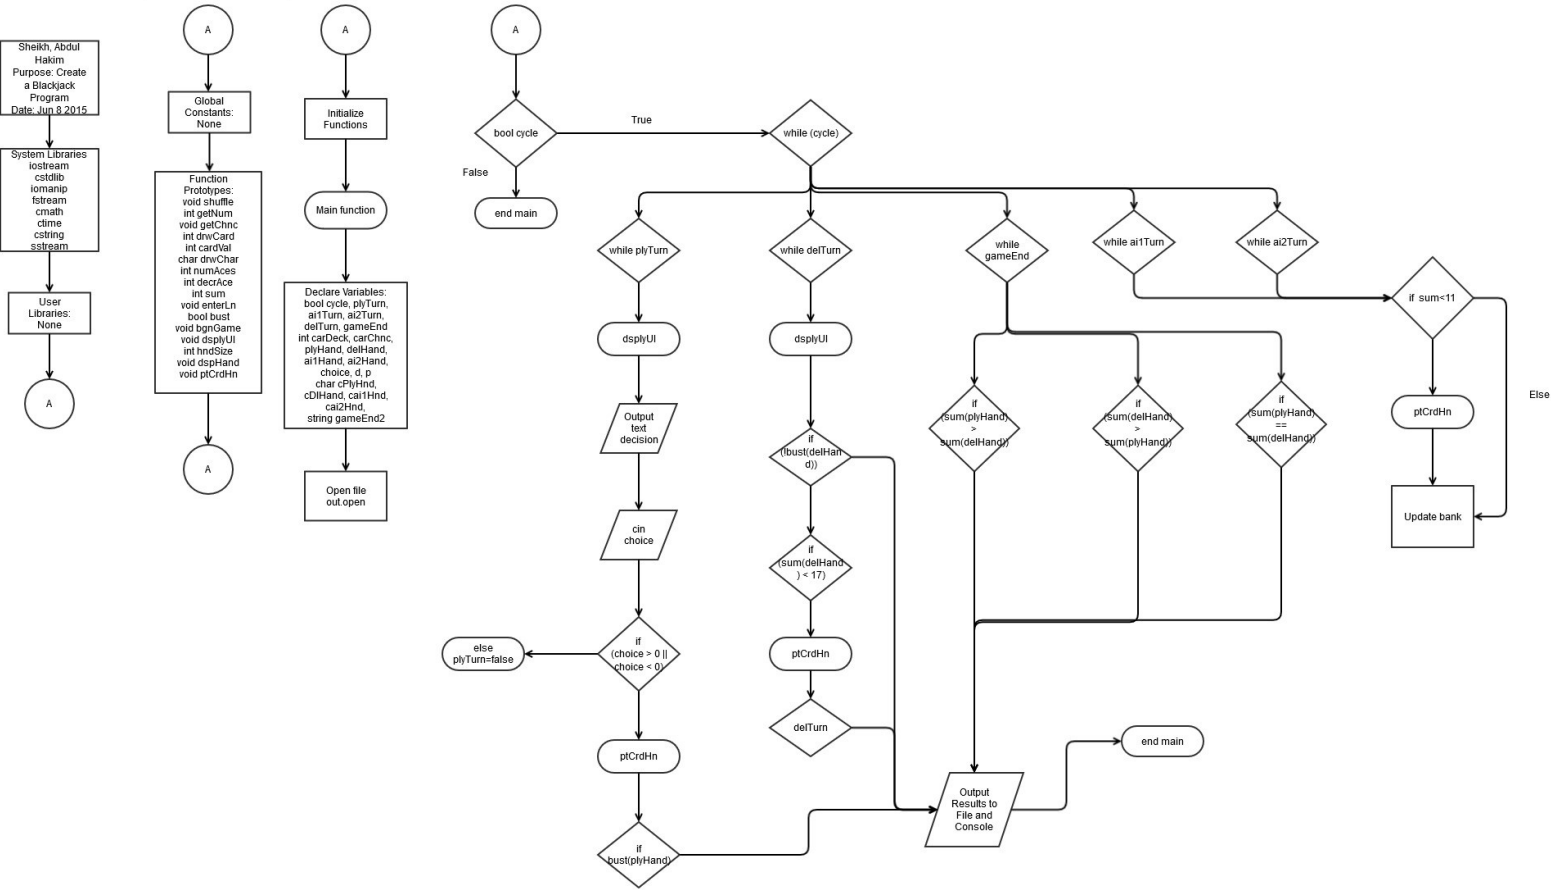 Sheikh, Abdul
Hakim
Purpose: Create
a Blackjack
Program
Date: Jun 8 2015
System Libraries
iostream
cstdlib
iomanip
fstream
cmath
ctime
cstring
sstream
User
Libraries:
None
A
A
Global
Constants:
None
Function
Prototypes:
void shuffle
int getNum
void getChnc
int drwCard
int cardVal
char drwChar
int numAces
int decrAce
int sum
void enterLn
bool bust
void bgnGame
void dsplyUI
int hndSize
void dspHand
void ptCrdHn
A
A
Initialize
Functions
Main function
Declare Variables:
bool cycle, plyTurn,
ai1Turn, ai2Turn,
delTurn, gameEnd
int carDeck, carChnc,
plyHand, delHand,
ai1Hand, ai2Hand,
choice, d, p
char cPlyHnd,
cDlHand, cai1Hnd,
cai2Hnd,
string gameEnd2
Open file
out.open
A
bool cycle
True
False
end main
while (cycle)
while plyTurn
dsplyUI
Output
text
decision
cin
choice
if
(choice > 0 ||
choice < 0)
else
plyTurn=false
ptCrdHn
if
bust(plyHand)
while delTurn
dsplyUI
if
(!bust(delHan
d))
if
(sum(delHand
) < 17)
ptCrdHn
delTurn
while
gameEnd
if
(sum(plyHand)
>
sum(delHand))
if
(sum(delHand)
>
sum(plyHand))
if
(sum(plyHand)
==
sum(delHand))
Output
Results to
File and
Console
end main
while ai1Turn
while ai2Turn
if sum<11
Else
ptCrdHn
Update bank